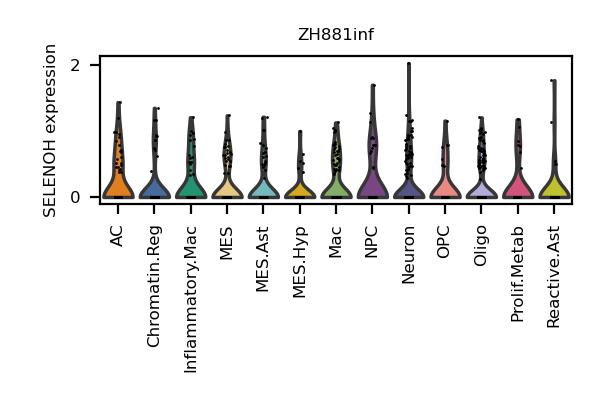 ZH881inf
SELENOH expression
2
0
AC
Chromatin.Reg
Inflammatory.Mac
MES
MES.Ast
MES.Hyp
Mac
NPC
Neuron
OPC
Oligo
Prolif.Metab
Reactive.Ast